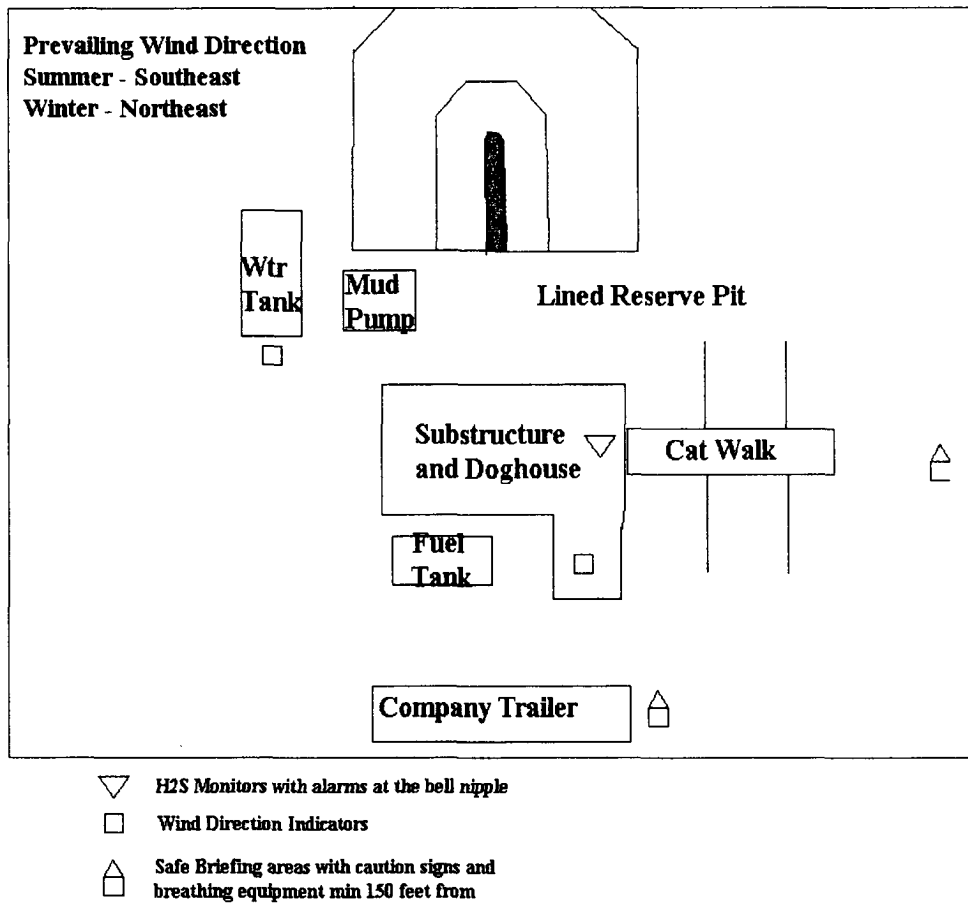 Prevailing Wind Direction
Summer - Southeast
Winter - Northeast
Wtr
Tank
Mud
Pump
Lined Reserve Pit
Substructure
and Doghouse
Cat Walk
Fuel
Tank
Company Trailer
H2S Monitors with alarms at the bell nipple
Wind Direction Indicators
Safe Briefing areas with caution signs and
breathing equipment min 150 feet from